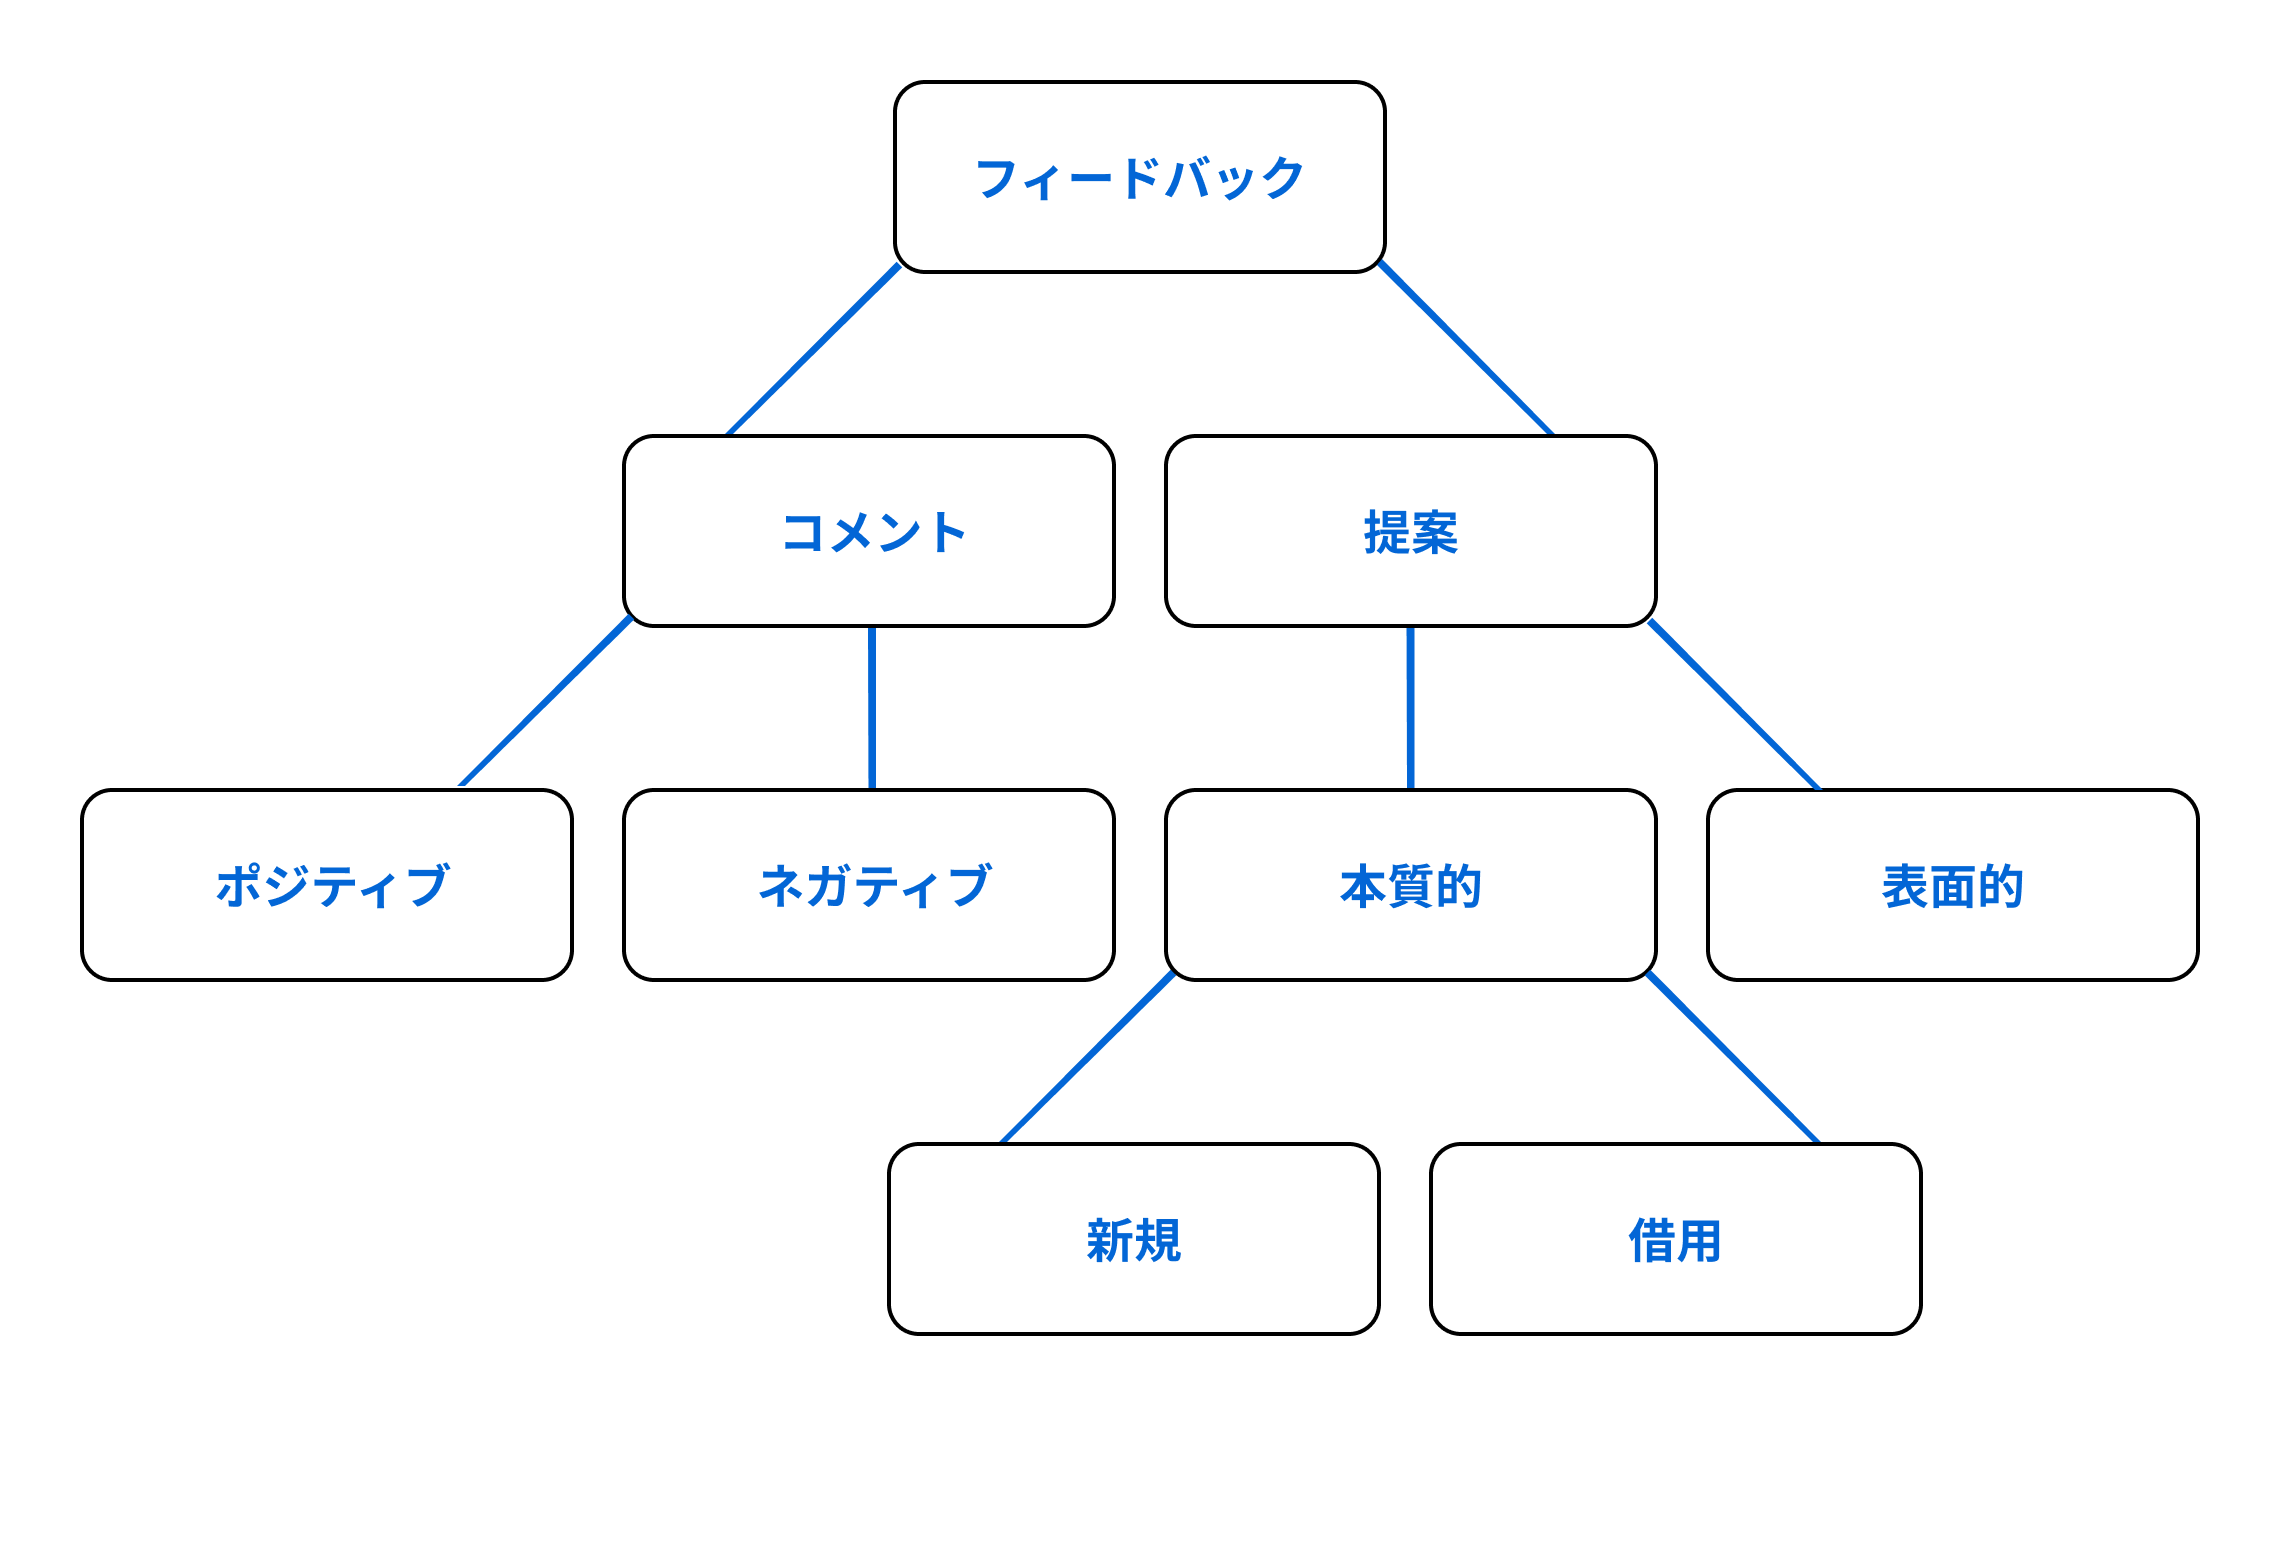 フィードバック
コメント
提案
ポジティブ
ネガティブ
本質的
表面的
新規
借用